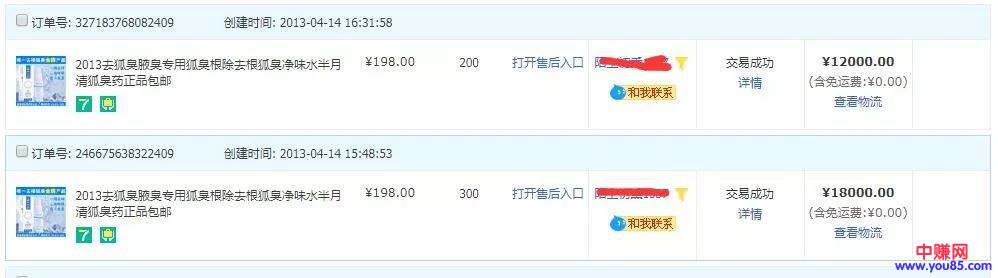 订单号: 327183768082409 创建时间: 2013-04-14 16:31:58
2013去狐臭腋臭专用狐臭根除去根狐臭净味水半月
清狐臭药正品包邮
7
¥198.00
200
打开售后入口
和我联系
交易成功
详情
¥12000.00
(含免运费:¥0.00)
查看物流
订单号: 246675638322409 创建时间: 2013-04-14 15:48:53
2013去狐臭腋臭专用狐臭根除去根狐臭净味水半月
清狐臭药正品包邮
7
¥198.00
300
打开售后入口
和我联系
交易成功
详情
¥18000.00
(含免运费:¥0.00)
查看物流
中赚网
www.you85.com